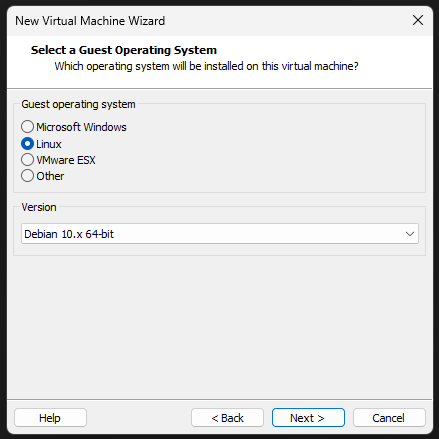 New Virtual Machine Wizard
Select a Guest Operating System
Which operating system will be installed on this virtual machine?
Guest operating system
Microsoft Windows
Linux
VMware ESX
Other
Version
Debian 10.x 64-bit
Help
< Back
Next >
Cancel